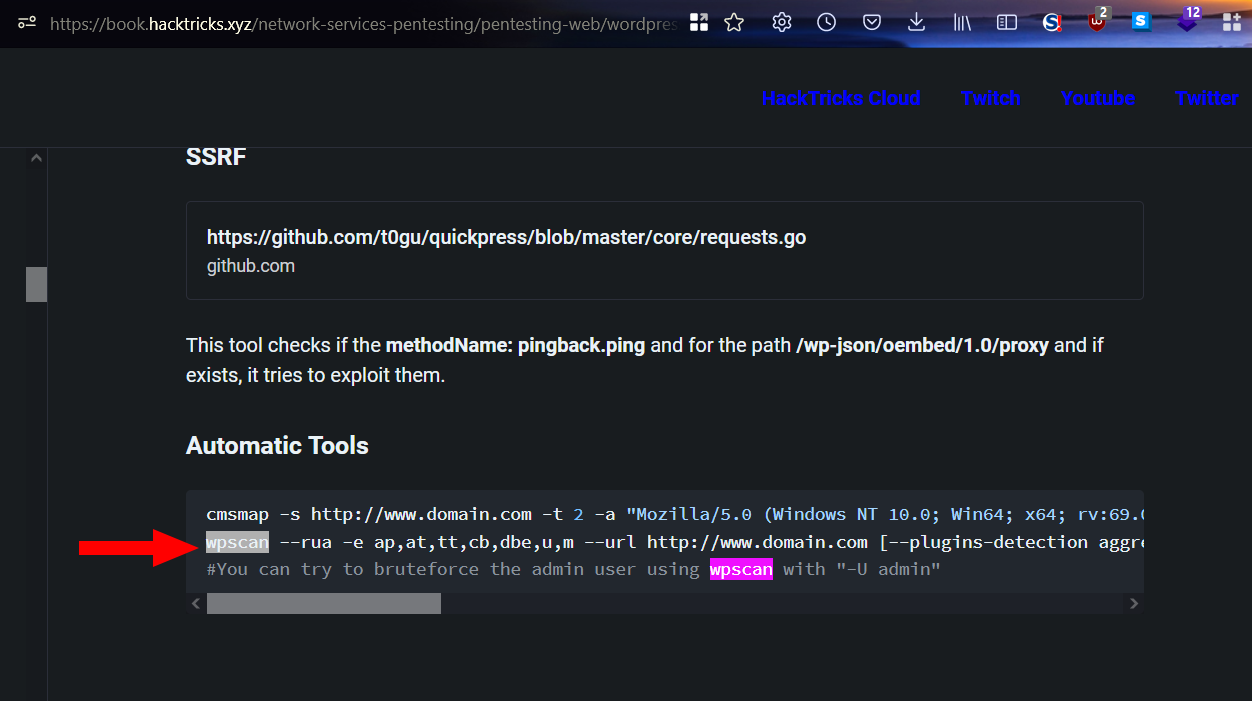 https://book.hacktricks.xyz/network-services-pentesting/pentesting-web/wordpres
2
S
12
HackTricks Cloud
Twitch
Youtube
Twitter
SSRF
https://github.com/t0gu/quickpress/blob/master/core/requests.go
github.com
This tool checks if the methodName: pingback.ping and for the path /wp-json/oembed/1.0/proxy and if
exists, it tries to exploit them.
Automatic Tools
cmsmap -s http://www.domain.com -t 2 -a "Mozilla/5.0 (Windows NT 10.0; Win64; x64; rv:69.0
wpscan --rua -e ap,at,tt,cb,dbe,u,m --url http://www.domain.com [--plugins-detection aggre
#You can try to bruteforce the admin user using wpscan with "-U admin"